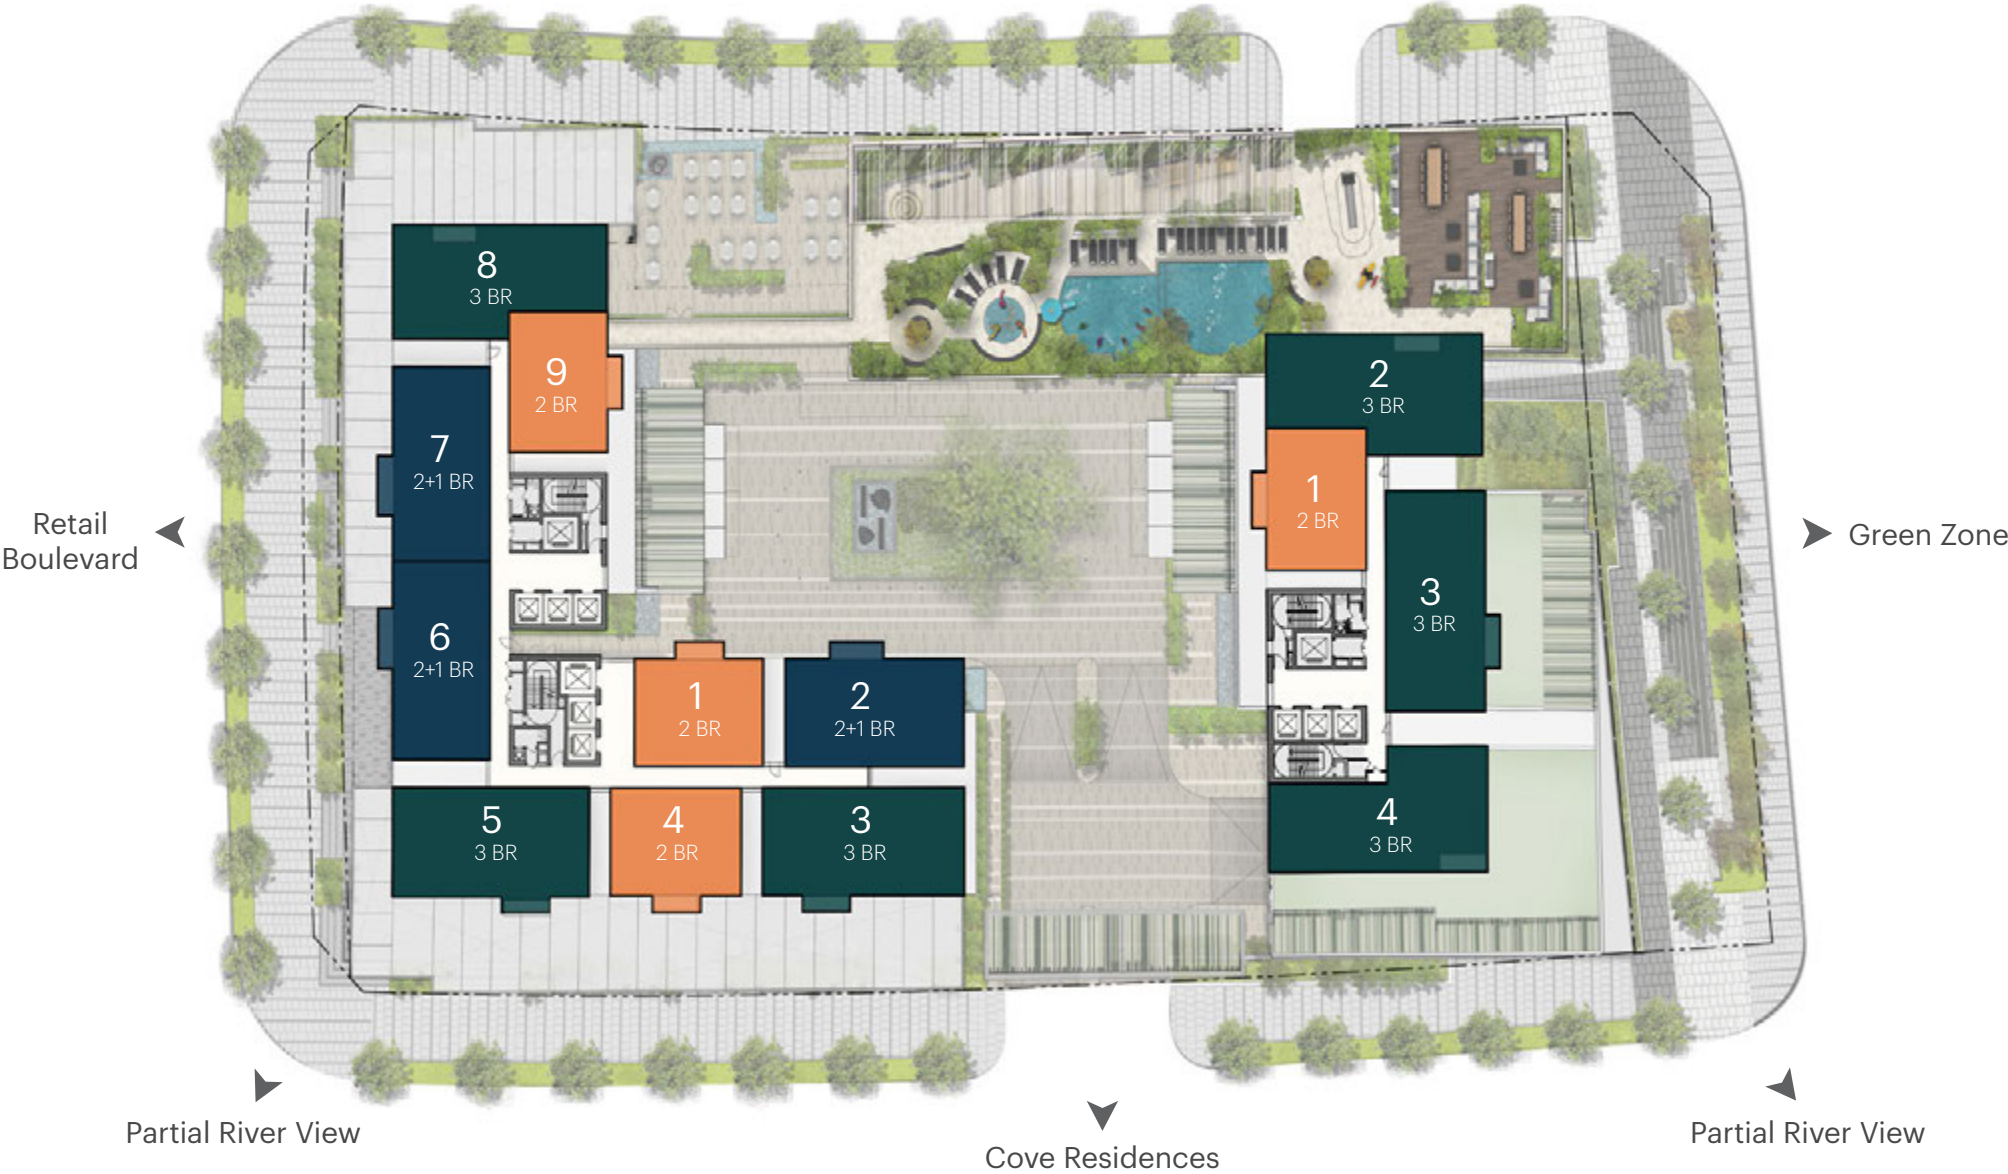 8
3 BR
9
2 BR
7
2+1 BR
6
2+1 BR
1
2 BR
2
2+1 BR
5
3 BR
4
2 BR
3
3 BR
2
3 BR
1
2 BR
3
3 BR
4
3 BR
Retail
Boulevard
Green Zone
Partial River View
Cove Residences
Partial River View